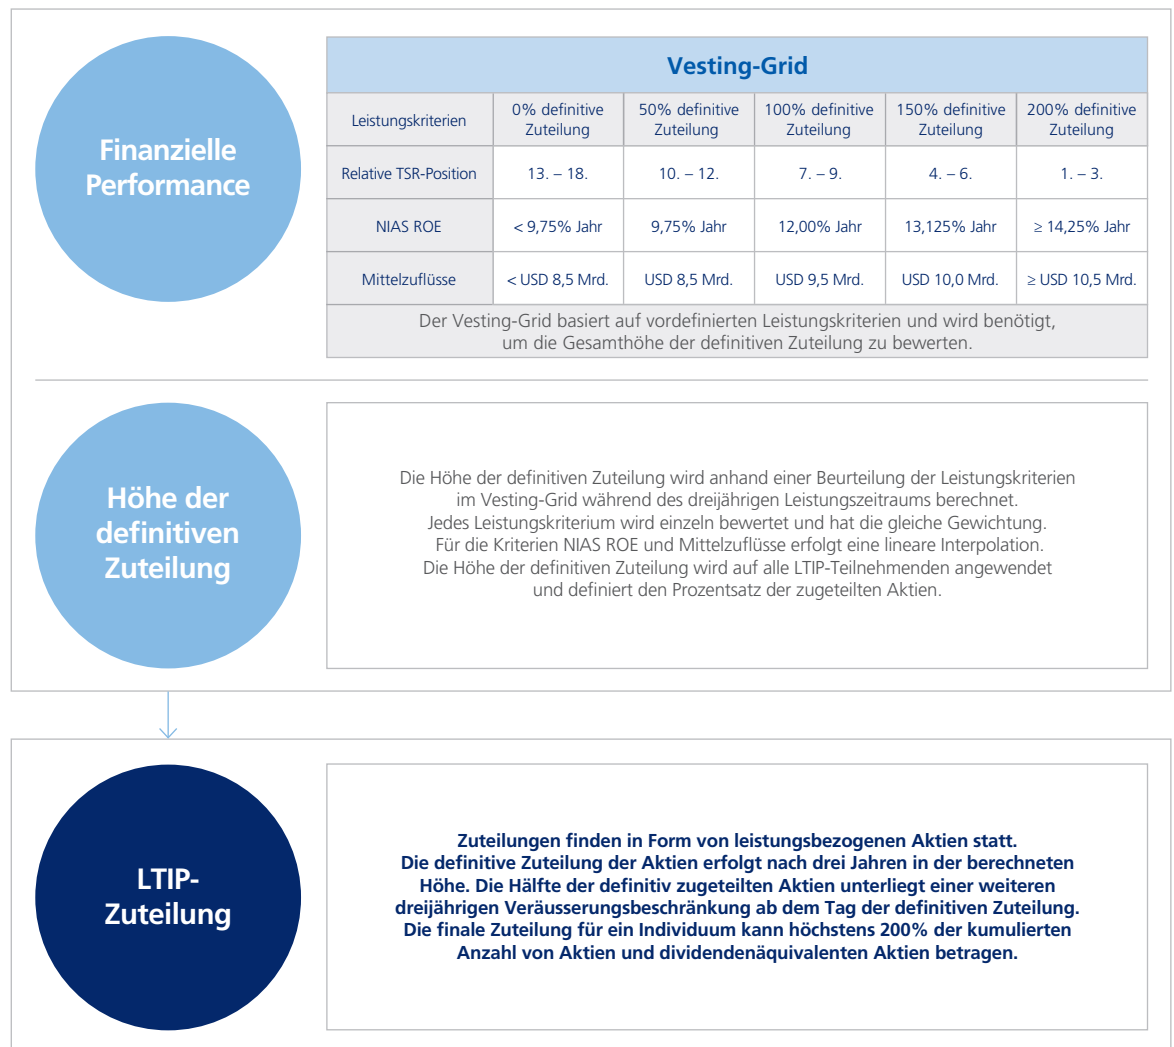 Finanzielle
Performance
Vesting-Grid
Leistungskriterien
0% definitive
Zuteilung
50% definitive
Zuteilung
100% definitive
Zuteilung
150% definitive
Zuteilung
200% definitive
Zuteilung
Relative TSR-Position 13. – 18. 10. – 12. 7. – 9. 4. – 6. 1. – 3.
NIAS ROE < 9,75% Jahr 9,75% Jahr 12,00% Jahr 13,125% Jahr ≥ 14,25% Jahr
Mittelzuflüsse < USD 8,5 Mrd. USD 8,5 Mrd. USD 9,5 Mrd. USD 10,0 Mrd. ≥ USD 10,5 Mrd.
Der Vesting-Grid basiert auf vordefinierten Leistungskriterien und wird benötigt,
um die Gesamthöhe der definitiven Zuteilung zu bewerten.
Höhe der
definitiven
Zuteilung
Die Höhe der definitiven Zuteilung wird anhand einer Beurteilung der Leistungskriterien
im Vesting-Grid während des dreijährigen Leistungszeitraums berechnet.
Jedes Leistungskriterium wird einzeln bewertet und hat die gleiche Gewichtung.
Für die Kriterien NIAS ROE und Mittelzuflüsse erfolgt eine lineare Interpolation.
Die Höhe der definitiven Zuteilung wird auf alle LTIP-Teilnehmenden angewendet
und definiert den Prozentsatz der zugeteilten Aktien.
LTIP-
Zuteilung
Zuteilungen finden in Form von leistungsbezogenen Aktien statt.
Die definitive Zuteilung der Aktien erfolgt nach drei Jahren in der berechneten
Höhe. Die Hälfte der definitiv zugeteilten Aktien unterliegt einer weiteren
dreijährigen Veräusserungsbeschränkung ab dem Tag der definitiven Zuteilung.
Die finale Zuteilung für ein Individuum kann höchstens 200% der kumulierten
Anzahl von Aktien und dividendenäquivalenten Aktien betragen.